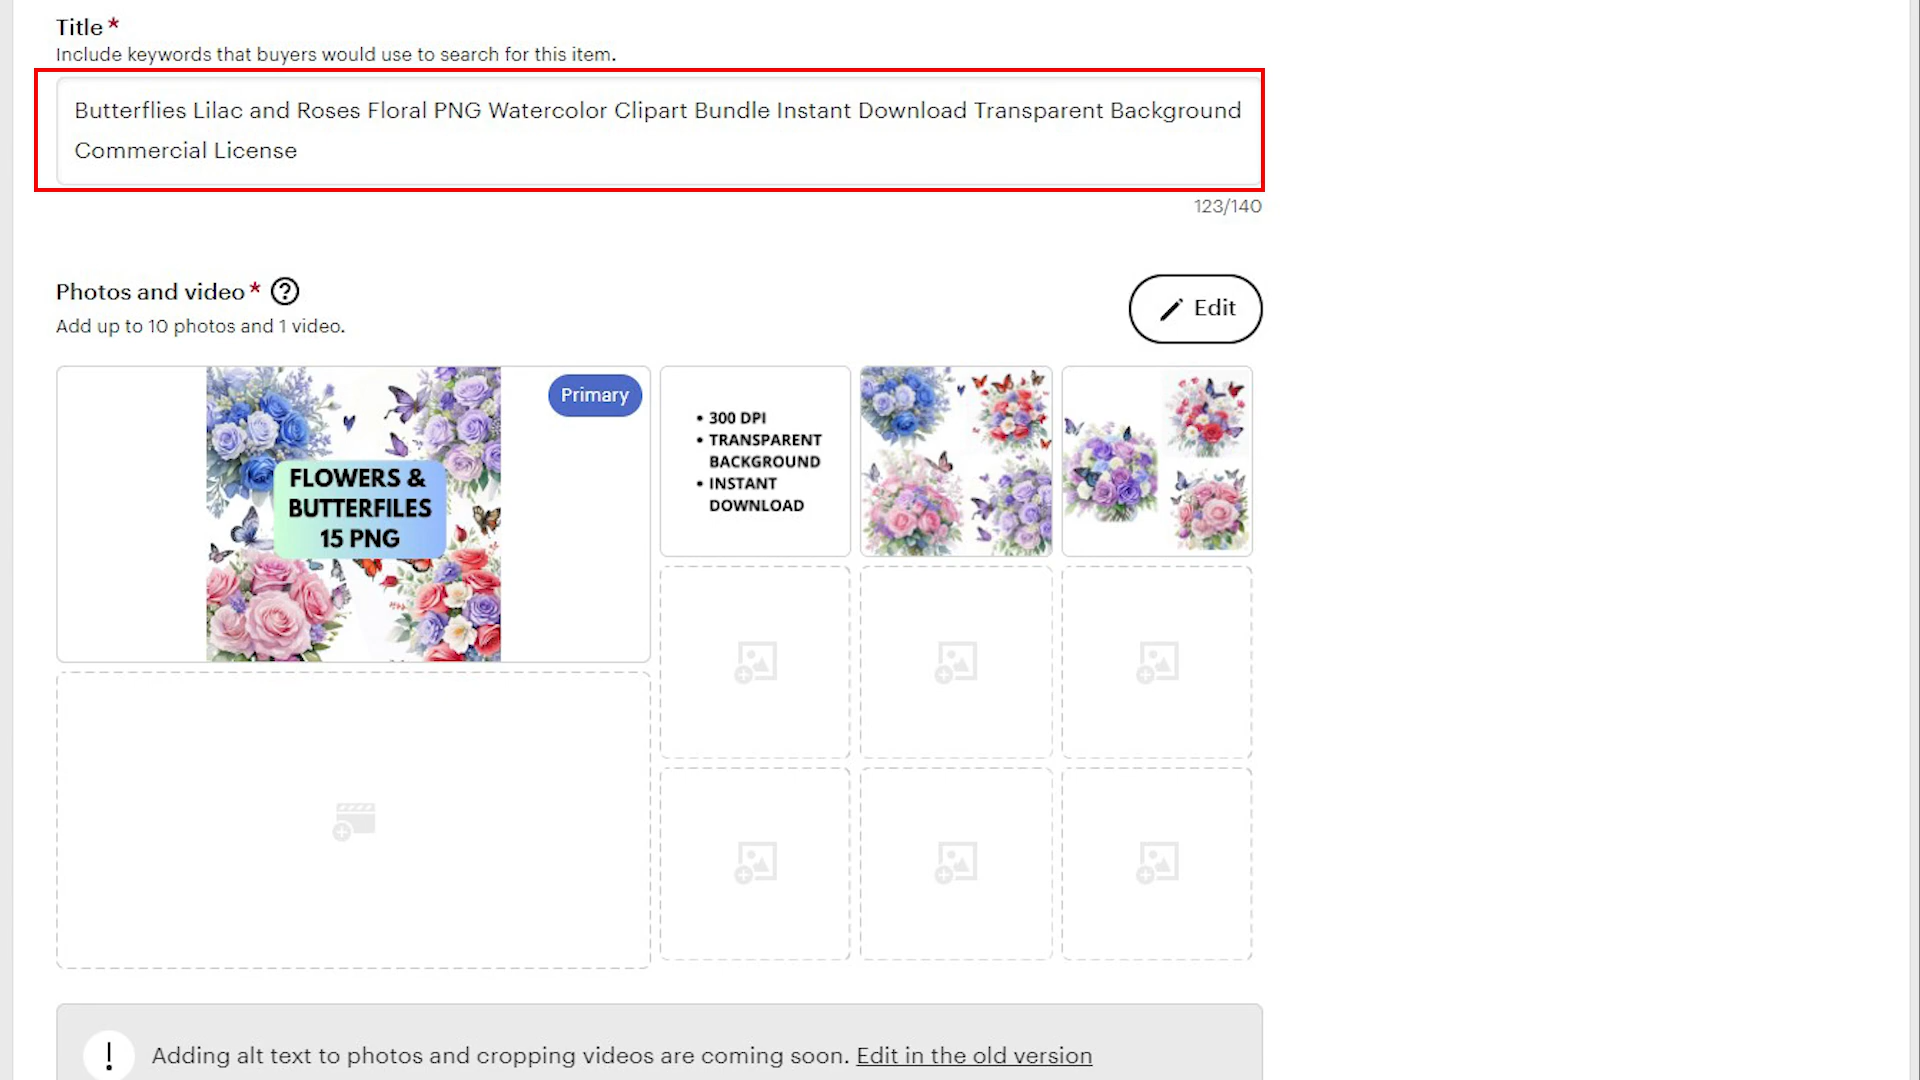 Title *
Include keywords that buyers would use to search for this item.
Butterflies Lilac and Roses Floral PNG Watercolor Clipart Bundle Instant Download Transparent Background
Commercial License
123/140
Photos and video * ?
Add up to 10 photos and 1 video.
Edit
Primary
FLOWERS &
BUTTERFILES
15 PNG
• 300 DPI
• TRANSPARENT
BACKGROUND
• INSTANT
DOWNLOAD
! Adding alt text to photos and cropping videos are coming soon. Edit in the old version